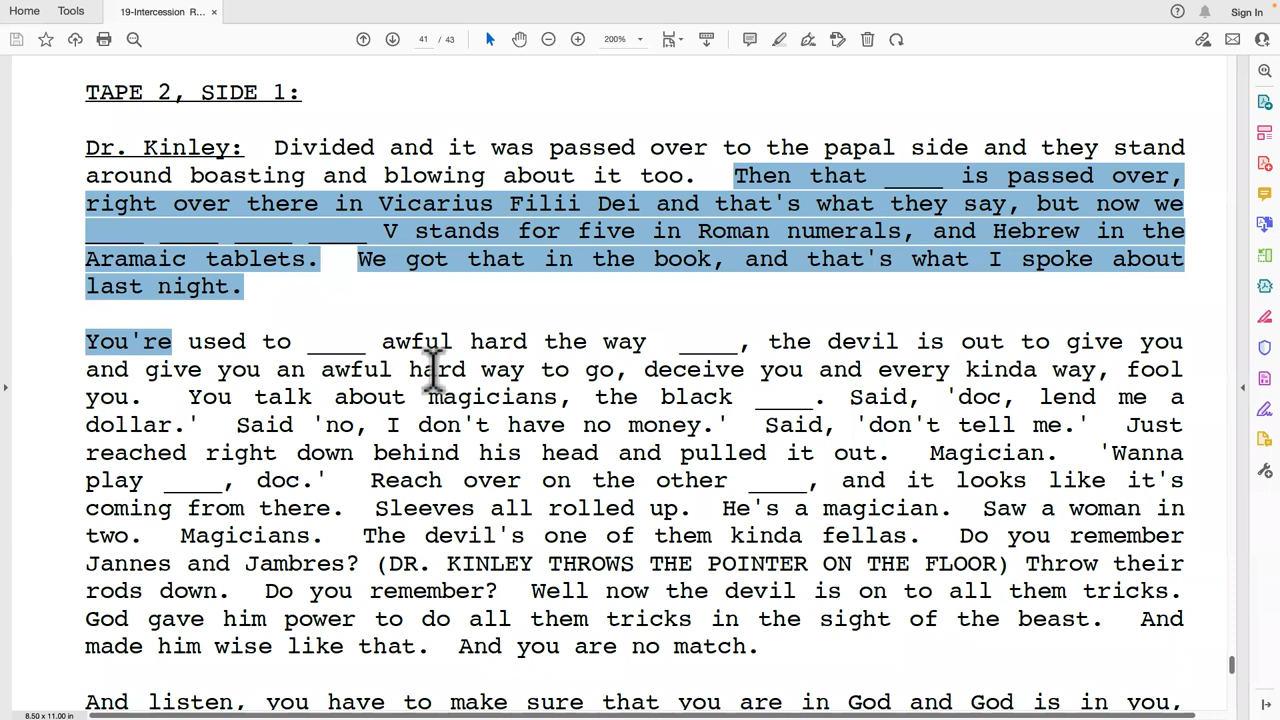 Home Tools 19-Intercession R... × Sign In
41 / 43 200%
TAPE 2, SIDE 1:
Dr. Kinley: Divided and it was passed over to the papal side and they stand
around boasting and blowing about it too. Then that ____ is passed over,
right over there in Vicarius Filii Dei and that's what they say, but now we
____ ____ ____ ____ V stands for five in Roman numerals, and Hebrew in the
Aramaic tablets. We got that in the book, and that's what I spoke about
last night.
You're used to ____ awful hard the way ____, the devil is out to give you
and give you an awful hard way to go, deceive you and every kinda way, fool
you. You talk about magicians, the black ____. Said, 'doc, lend me a
dollar.' Said 'no, I don't have no money.' Said, 'don't tell me.' Just
reached right down behind his head and pulled it out. Magician. 'Wanna
play ____, doc.' Reach over on the other ____, and it looks like it's
coming from there. Sleeves all rolled up. He's a magician. Saw a woman in
two. Magicians. The devil's one of them kinda fellas. Do you remember
Jannes and Jambres? (DR. KINLEY THROWS THE POINTER ON THE FLOOR) Throw their
rods down. Do you remember? Well now the devil is on to all them tricks.
God gave him power to do all them tricks in the sight of the beast. And
made him wise like that. And you are no match.
And listen, you have to make sure that you are in God and God is in you,
8.50 x 11.00 in